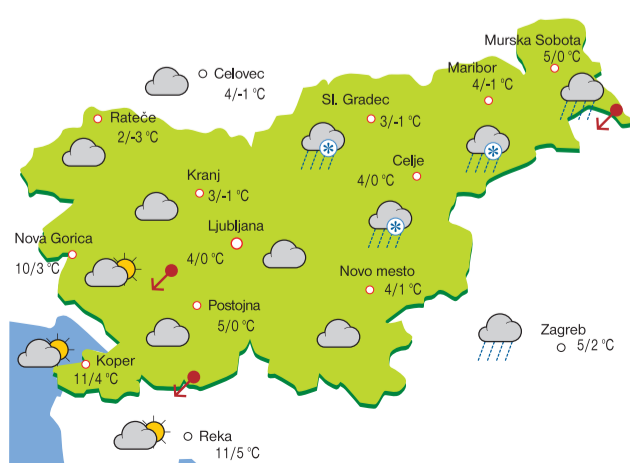 Murska Sobota
5/0 °C
Celovec
4/-1 °C
Maribor
4/-1 °C
Sl. Gradec
3/-1 °C
Rateče
2/-3 °C
Celje
4/0 °C
Kranj
3/-1 °C
Ljubljana
4/0 °C
Nová Gorica
10/3 °C
Novo mesto
4/1 °C
Postojna
5/0 °C
Zagreb
5/2 °C
Koper
11/4 °C
Reka
11/5 °C